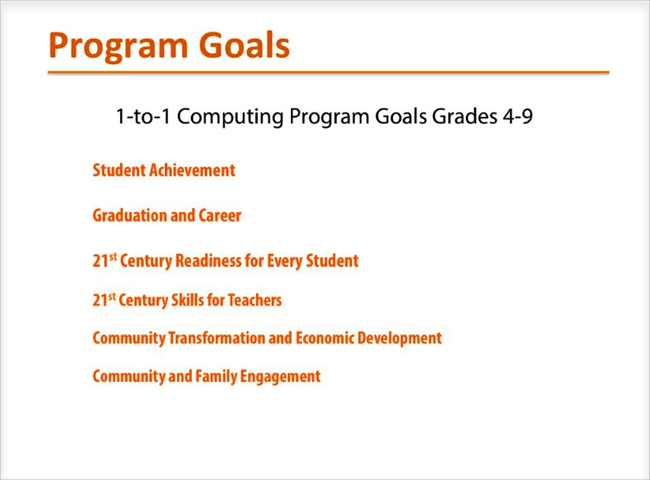 Program Goals
1-to-1 Computing Program Goals Grades 4-9
Student Achievement
Graduation and Career
21st Century Readiness for Every Student
21st Century Skills for Teachers
Community Transformation and Economic Development
Community and Family Engagement